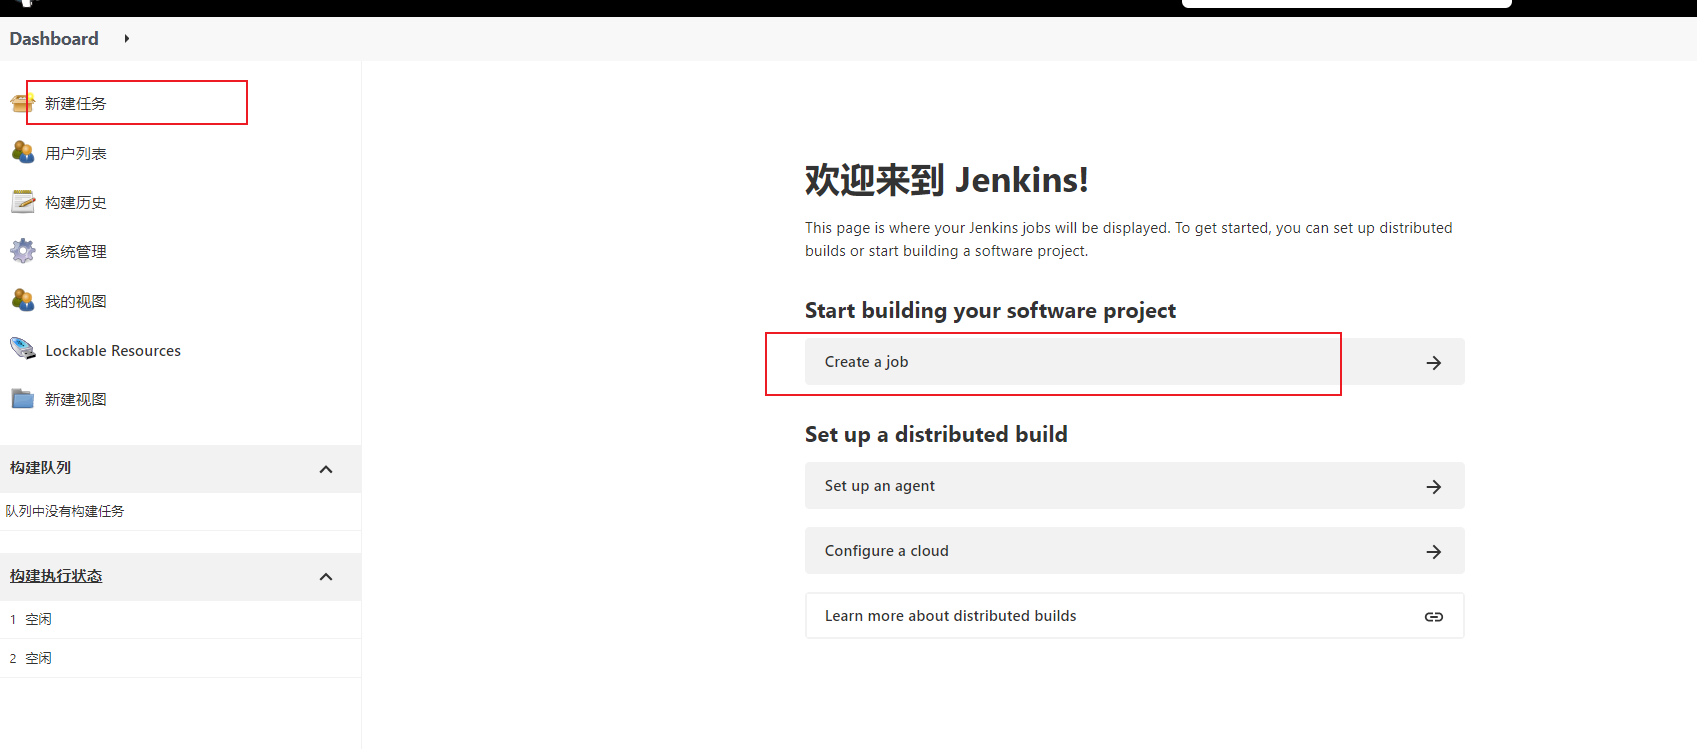 Dashboard
新建任务
用户列表
构建历史
系统管理
我的视图
Lockable Resources
新建视图
构建队列
队列中没有构建任务
构建执行状态
1 空闲
2 空闲
欢迎来到 Jenkins!
This page is where your Jenkins jobs will be displayed. To get started, you can set up distributed
builds or start building a software project.
Start building your software project
Create a job
Set up a distributed build
Set up an agent
Configure a cloud
Learn more about distributed builds